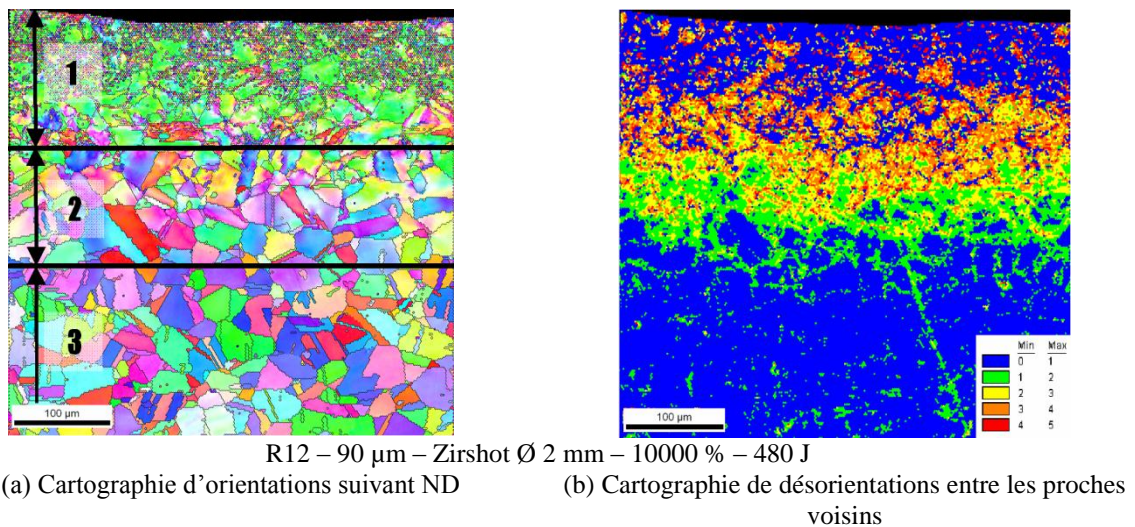 1
2
3
100 µm
100 µm
Min Max
0 1
1 2
2 3
3 4
4 5
R12 – 90 µm – Zirshot Ø 2 mm – 10000 % – 480 J
(a) Cartographie d’orientations suivant ND
(b) Cartographie de désorientations entre les proches
voisins